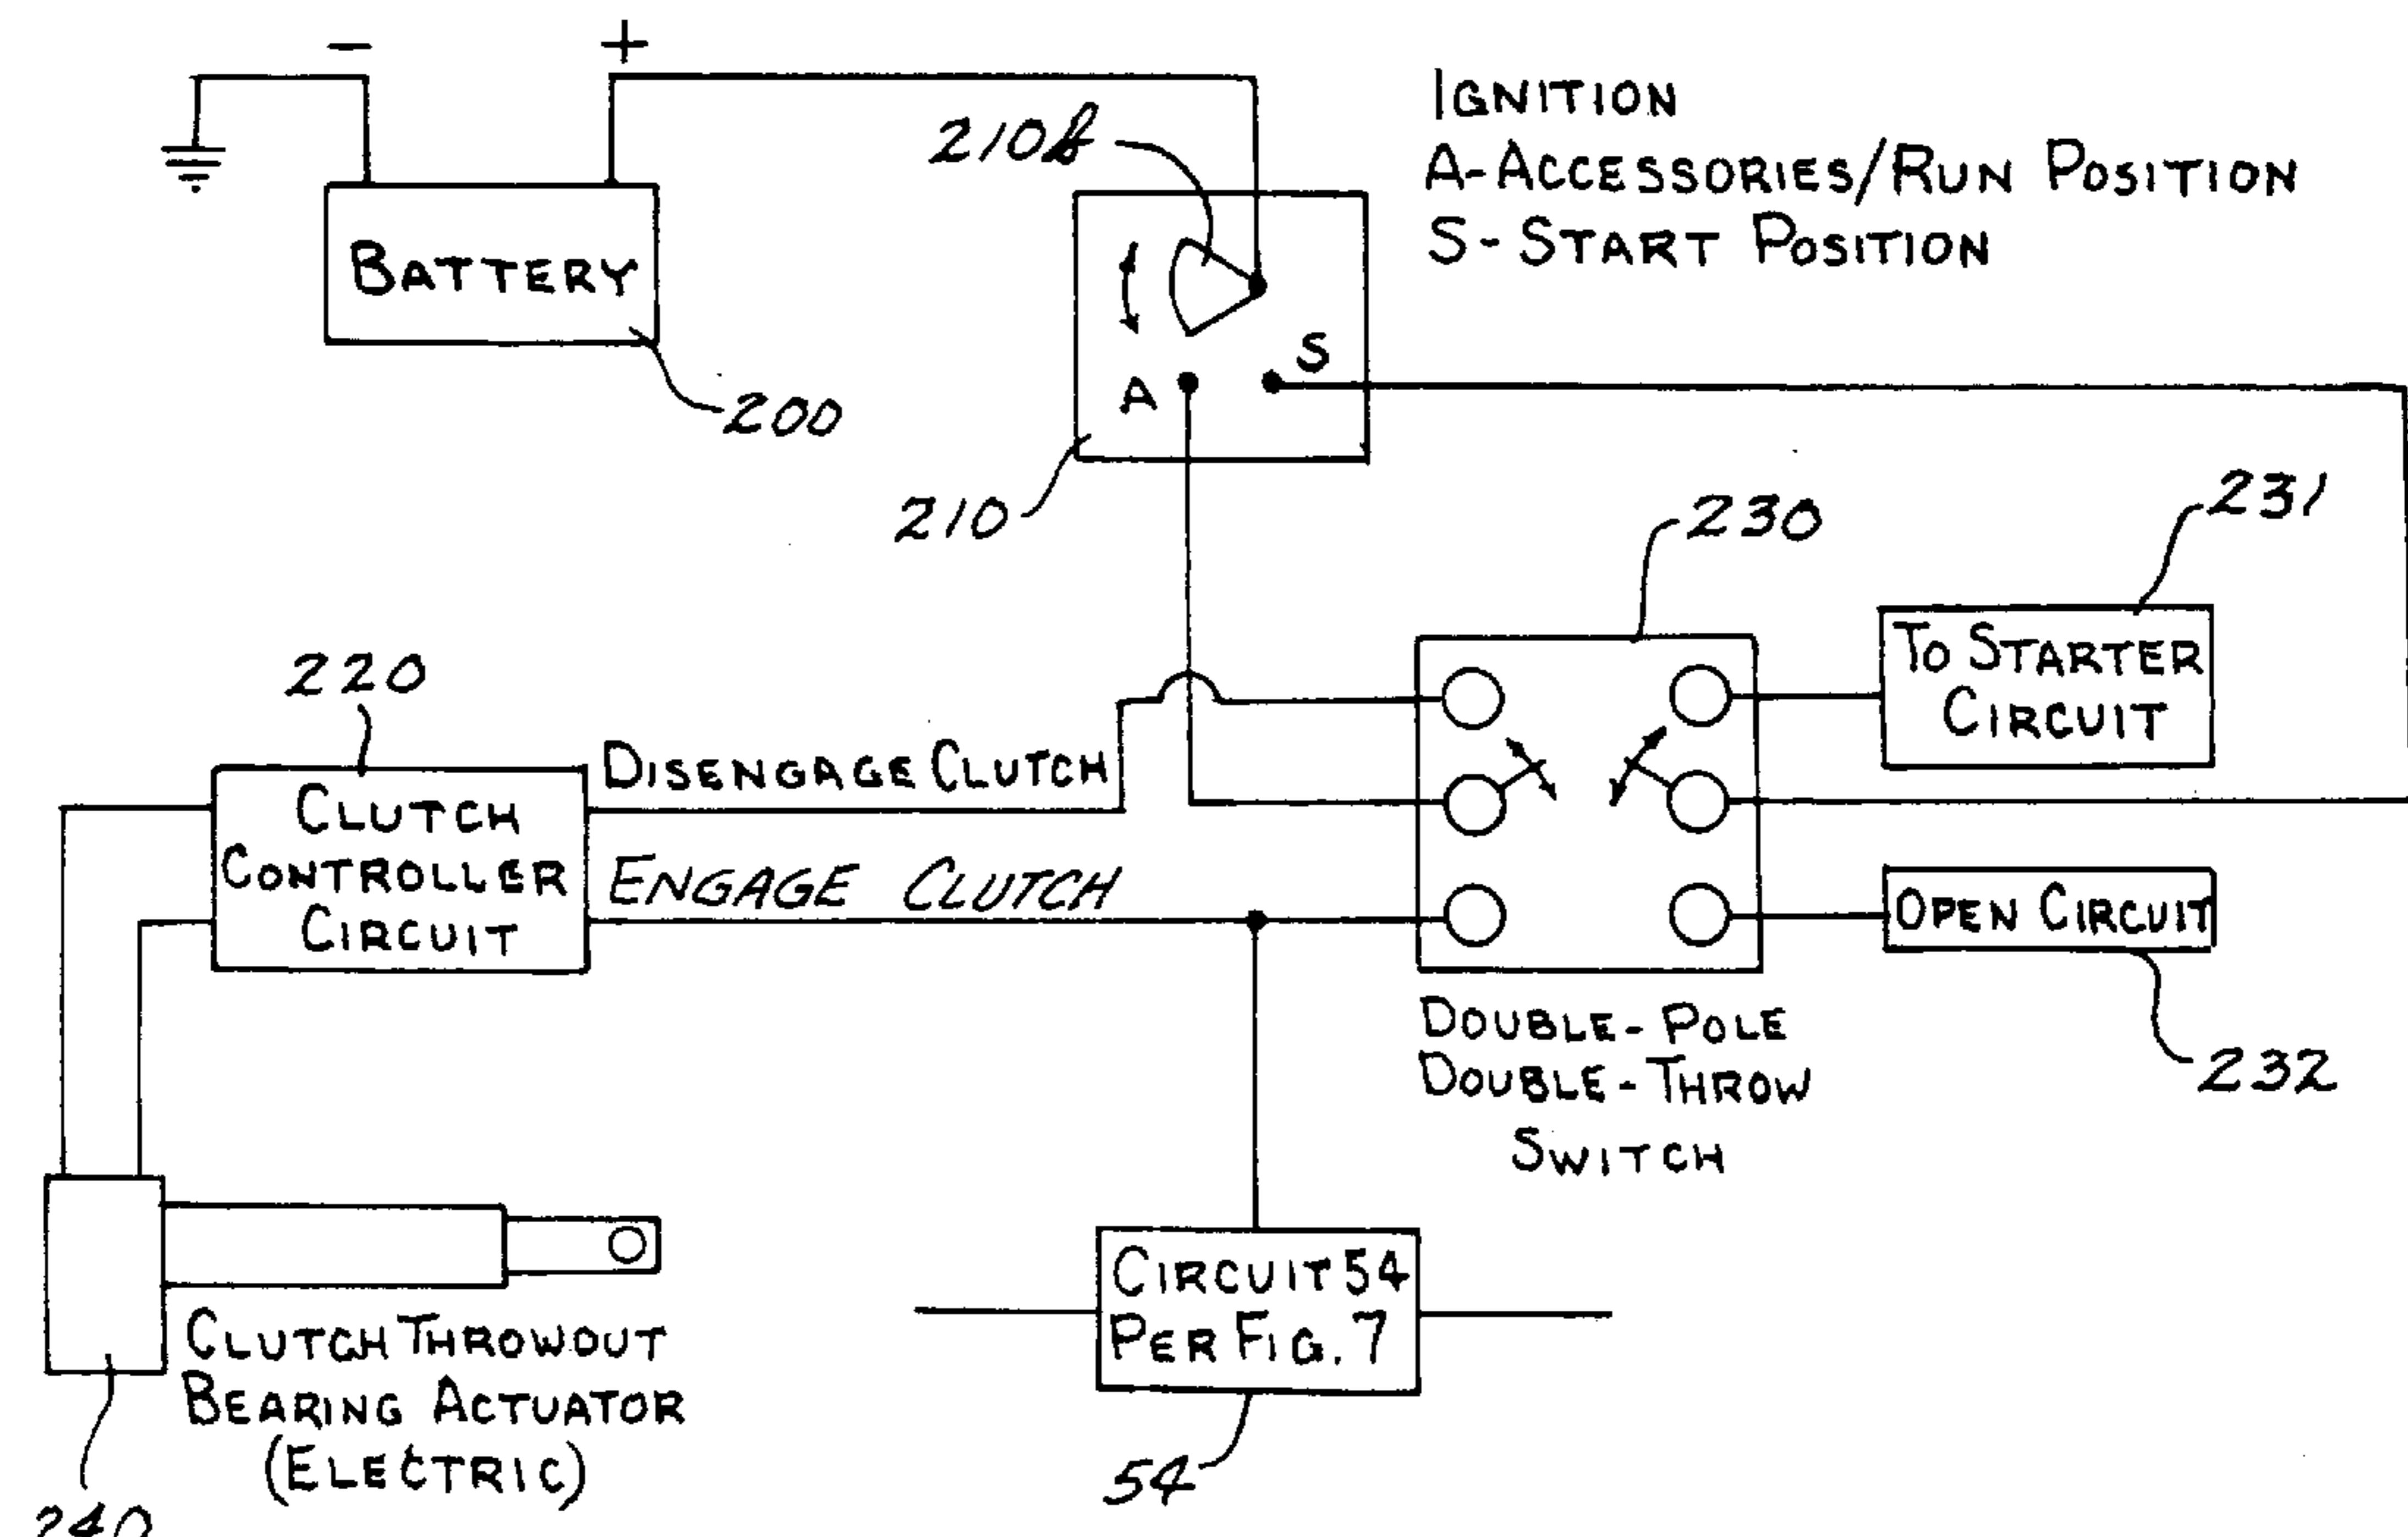 − +
210b
IGNITION
A-ACCESSORIES/RUN POSITION
S-START POSITION
BATTERY
200
S
A
210
230
231
TO STARTER
CIRCUIT
220
DISENGAGE CLUTCH
CLUTCH
CONTROLLER
CIRCUIT
ENGAGE CLUTCH
OPEN CIRCUIT
232
DOUBLE-POLE
DOUBLE-THROW
SWITCH
CIRCUIT 54
PER FIG. 7
54
CLUTCH THROWOUT
BEARING ACTUATOR
(ELECTRIC)
240